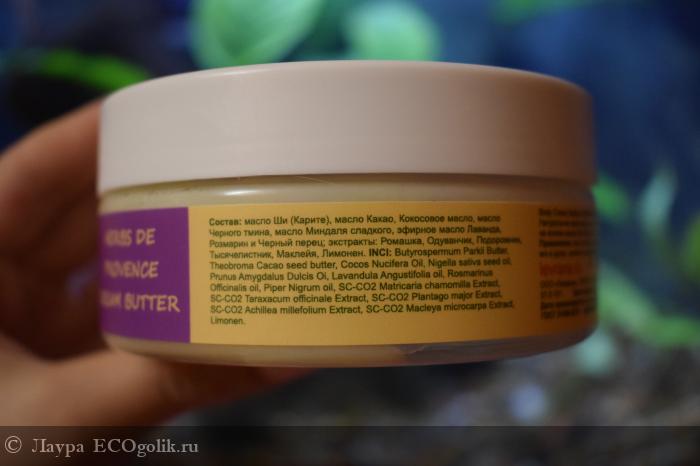 HERBS DE
PROVENCE
CREAM BUTTER
Состав: масло Ши (Карите), масло Какао, Кокосовое масло, масло
Черного тмина, масло Миндаля сладкого, эфирное масло Лаванда,
Розмарин и Черный перец; экстракты: Ромашка, Одуванчик, Подорожник,
Тысячелистник, Маклейя, Лимонен. INCI: Butyrospermum Parkii Butter,
Theobroma Cacao seed butter, Cocos Nucifera Oil, Nigella sativa seed oil,
Prunus Amygdalus Dulcis Oi, Lavandula Angustifolia oil, Rosmarinus
Officinalis oil, Piper Nigrum oil, SC-CO2 Matricaria chamomilla Extract,
SC-CO2 Taraxacum officinale Extract, SC-CO2 Plantago major Extract,
SC-CO2 Achillea millefolium Extract, SC-CO2 Macleya microcarpa Extract,
Limonen.
© Лаура ECOgolik.ru